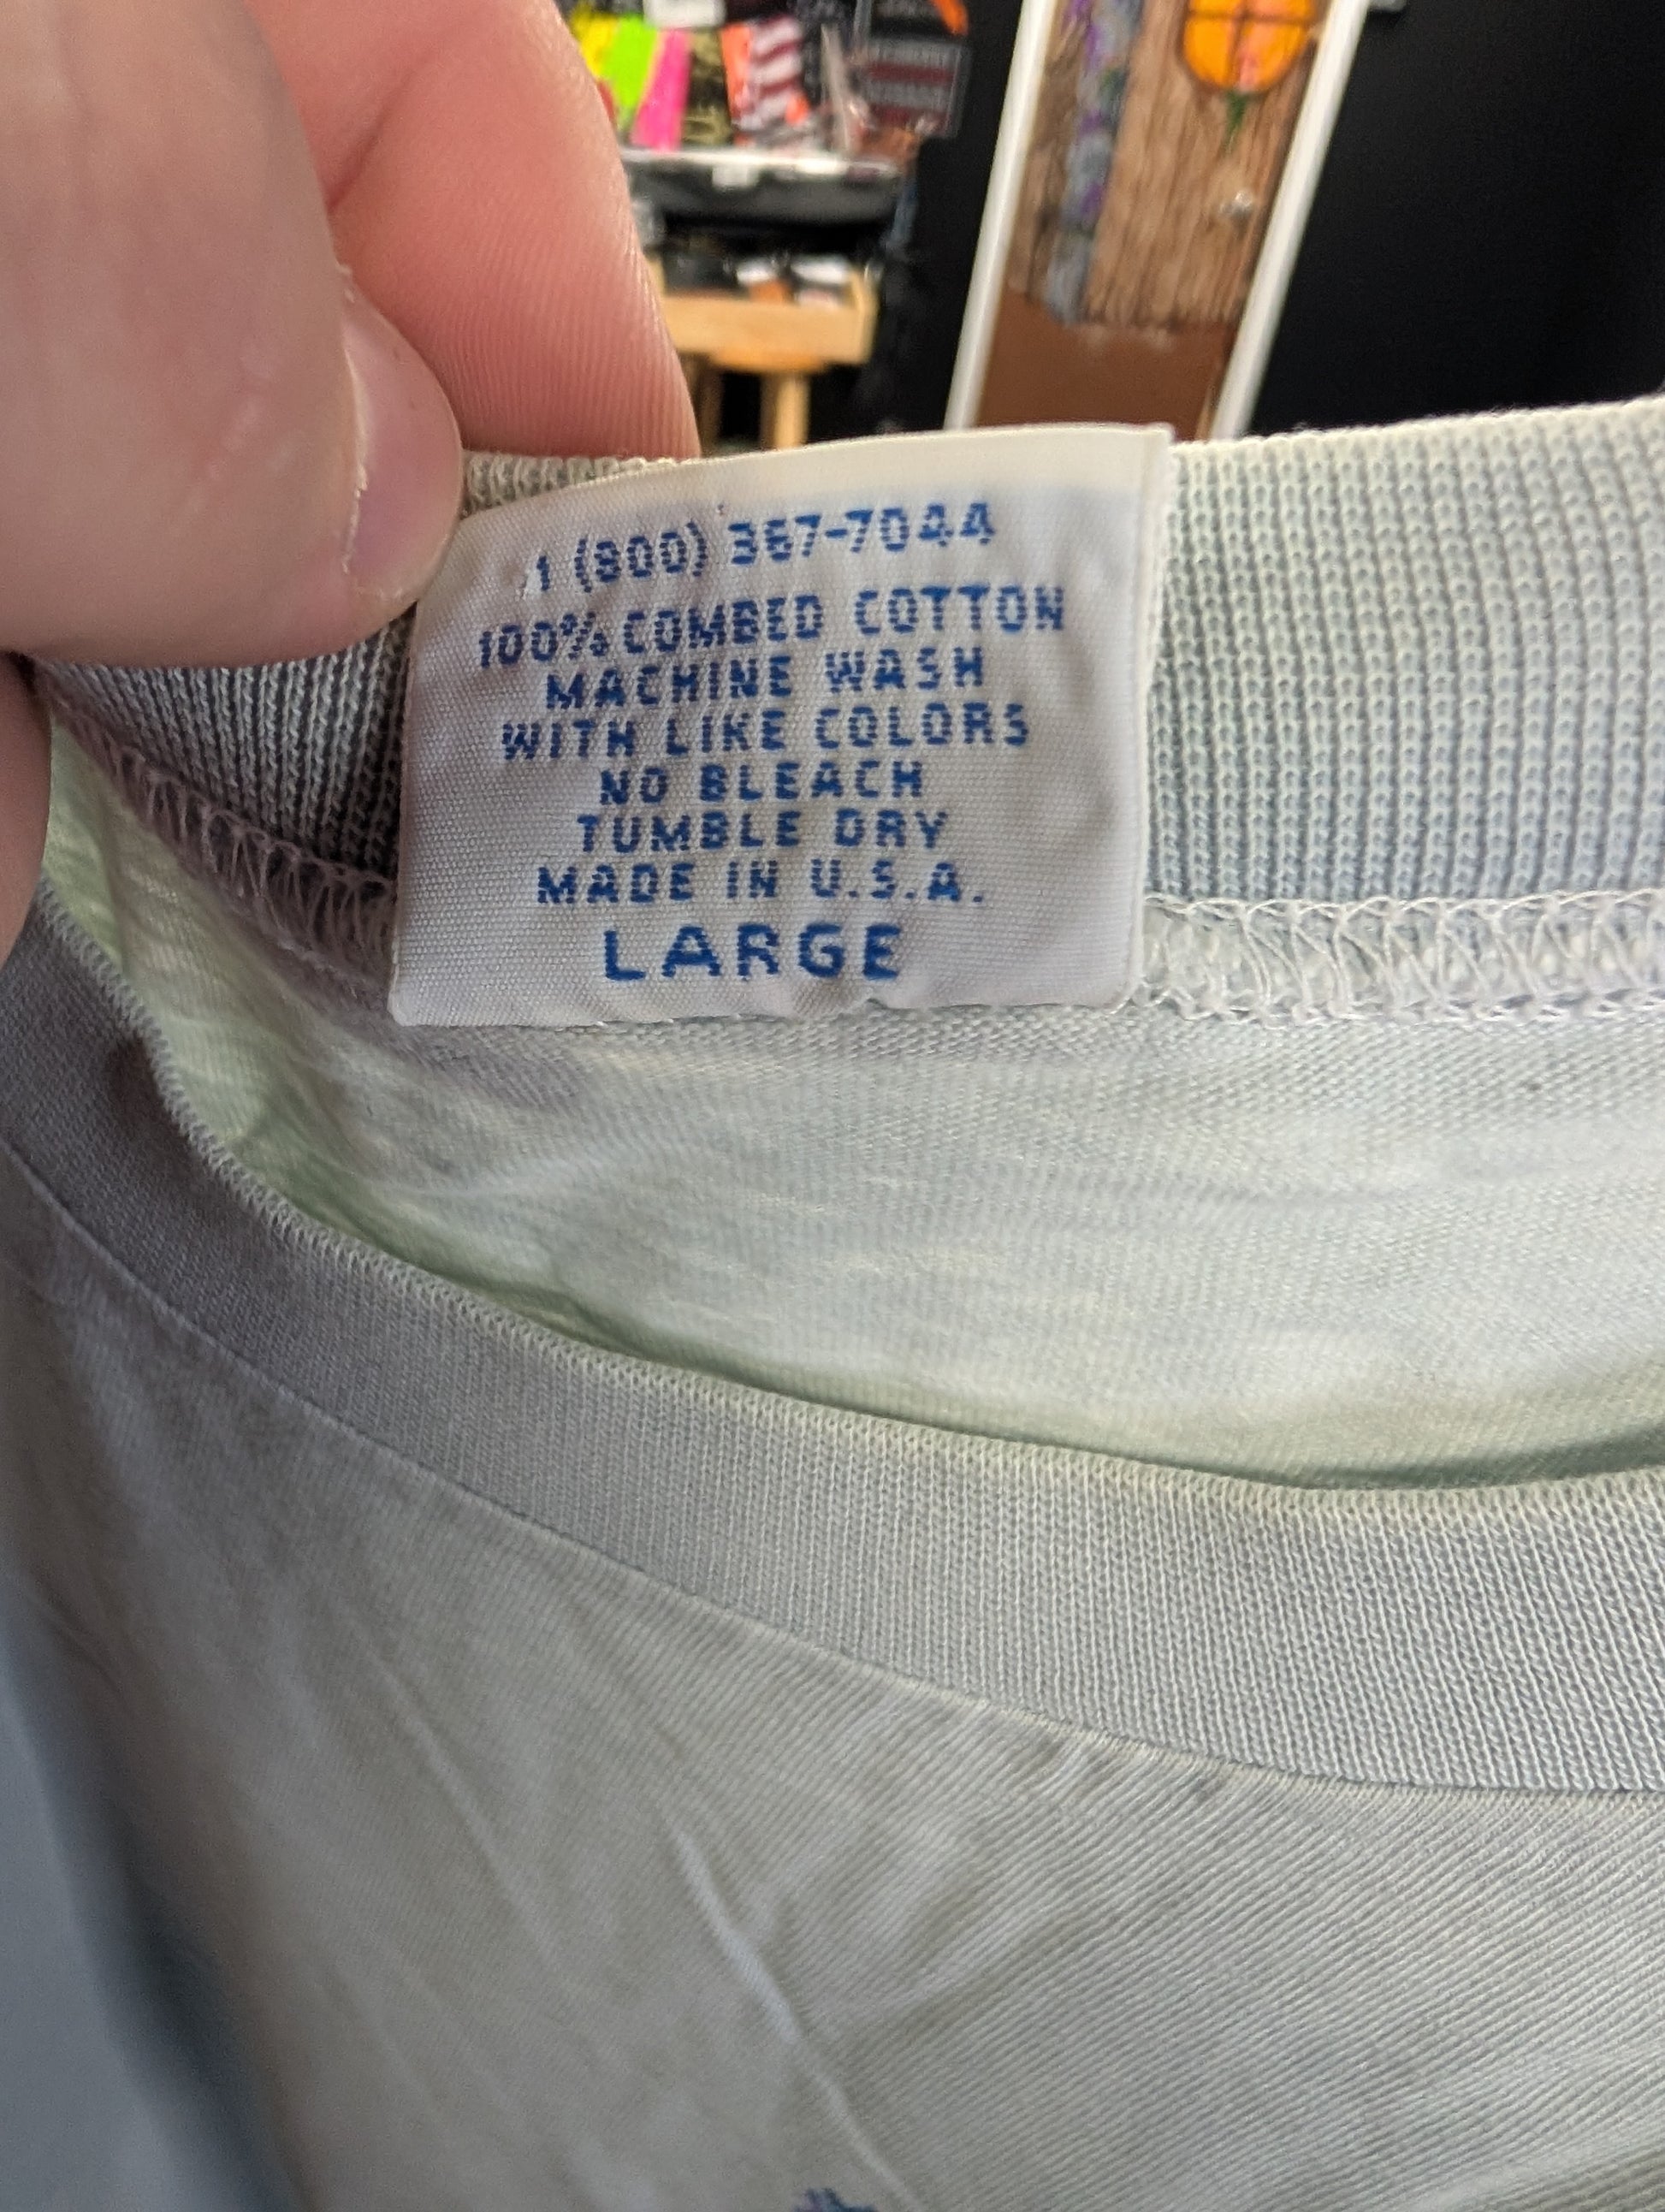 1 (800) 367-7044
100% COMBED COTTON
MACHINE WASH
WITH LIKE COLORS
NO BLEACH
TUMBLE DRY
MADE IN U.S.A.
LARGE